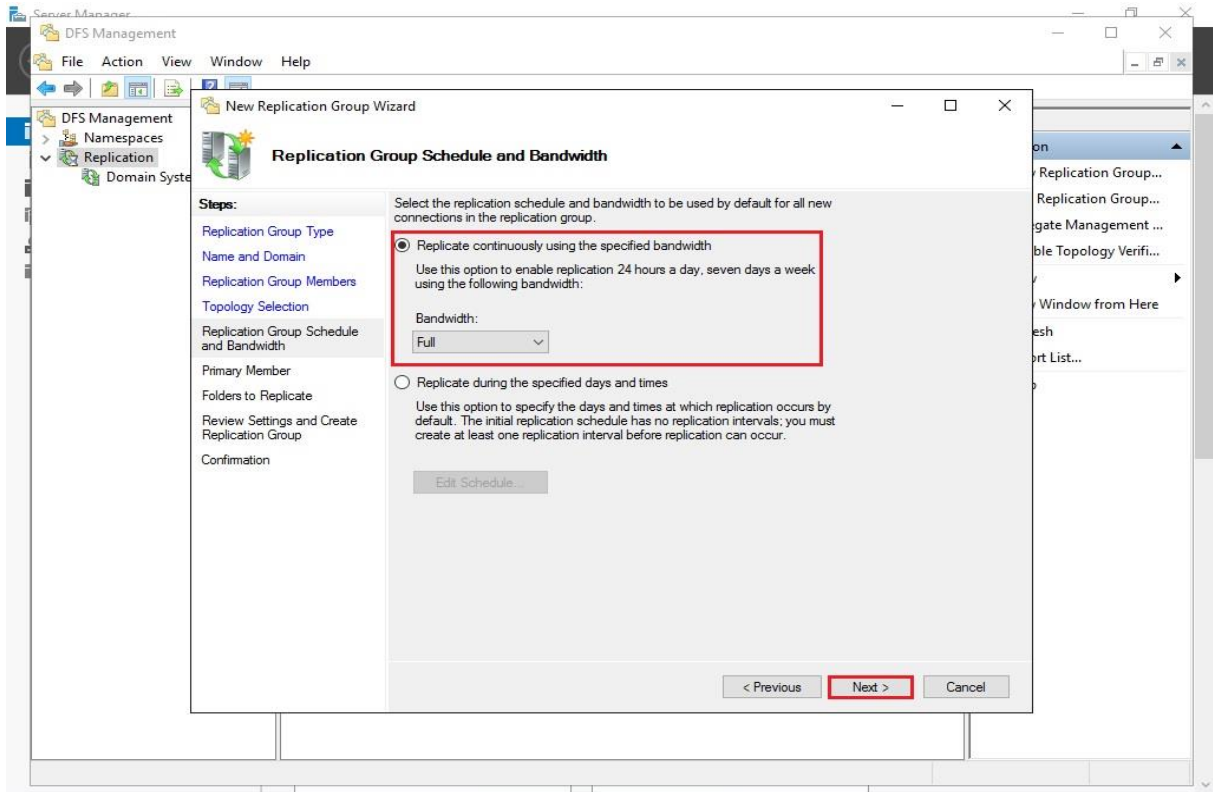 Server Manager
DFS Management
File Action View Window Help
DFS Management
Namespaces
Replication
Domain Syste
New Replication Group Wizard
Replication Group Schedule and Bandwidth
Steps:
Replication Group Type
Name and Domain
Replication Group Members
Topology Selection
Replication Group Schedule
and Bandwidth
Primary Member
Folders to Replicate
Review Settings and Create
Replication Group
Confirmation
Select the replication schedule and bandwidth to be used by default for all new
connections in the replication group.
Replicate continuously using the specified bandwidth
Use this option to enable replication 24 hours a day, seven days a week
using the following bandwidth:
Bandwidth:
Full
Replicate during the specified days and times
Use this option to specify the days and times at which replication occurs by
default. The initial replication schedule has no replication intervals; you must
create at least one replication interval before replication can occur.
Edit Schedule...
< Previous Next > Cancel
on
Replication Group...
Replication Group...
gate Management ...
ble Topology Verifi...
Window from Here
esh
ort List...